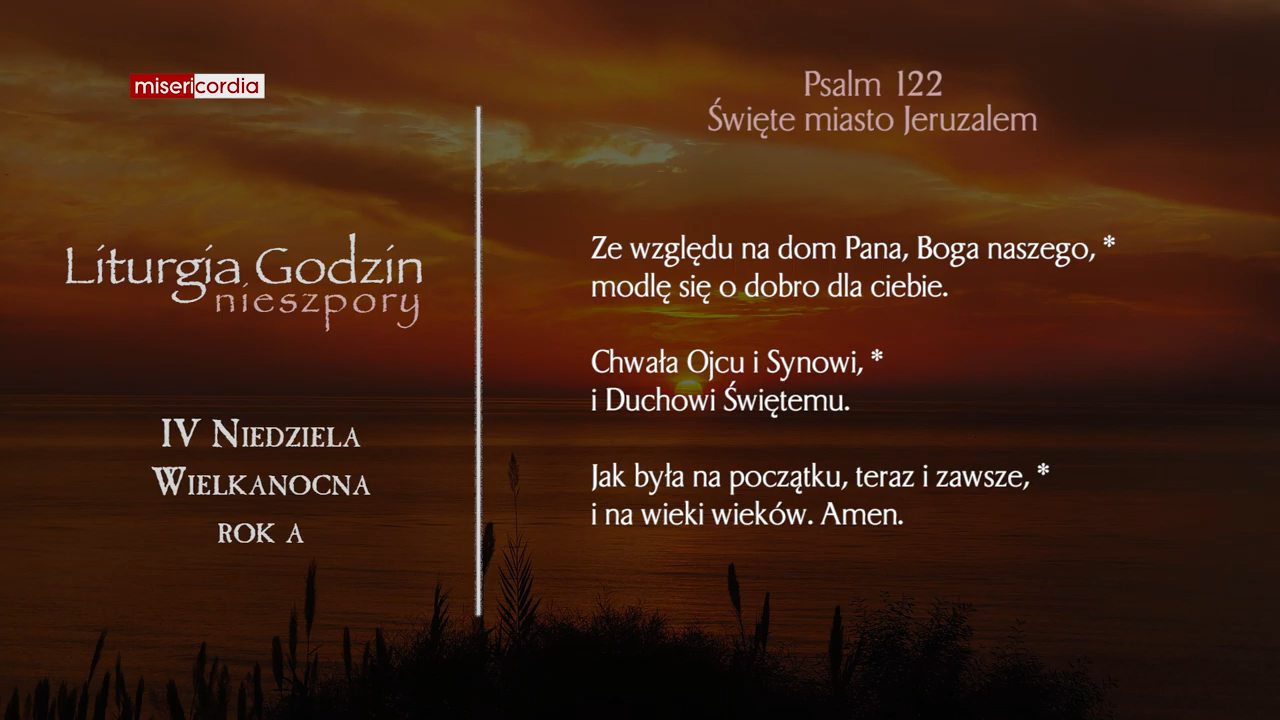 misericordia
Liturgia Godzin
nieszpory
IV Niedziela
Wielkanocna
rok A
Psalm 122
Święte miasto Jeruzalem
Ze względu na dom Pana, Boga naszego, *
modlę się o dobro dla ciebie.
Chwała Ojcu i Synowi, *
i Duchowi Świętemu.
Jak była na początku, teraz i zawsze, *
i na wieki wieków. Amen.